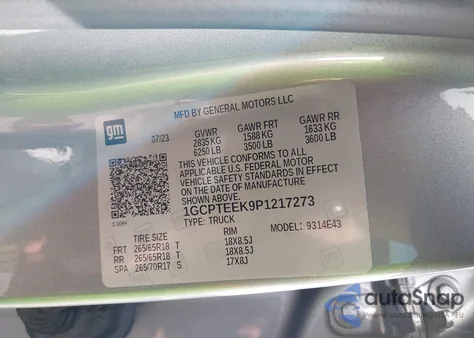 MFD BY GENERAL MOTORS LLC
gm
07/23
GVWR GAWR FRT GAWR RR
2835 KG 1588 KG 1633 KG
6250 LB 3500 LB 3600 LB
THIS VEHICLE CONFORMS TO ALL
APPLICABLE U.S. FEDERAL MOTOR
VEHICLE SAFETY STANDARDS IN EFFECT
ON THE DATE OF MANUFACTURE
SHOWN ABOVE.
1GCPTEEK9P1217273
TYPE: TRUCK MODEL: 9314E43
130H
TIRE SIZE RIM
FRT 265/65R18 T 18X8.5J
RR 265/65R18 T 18X8.5J
SPA 265/70R17 S 17X8J
autoSnap